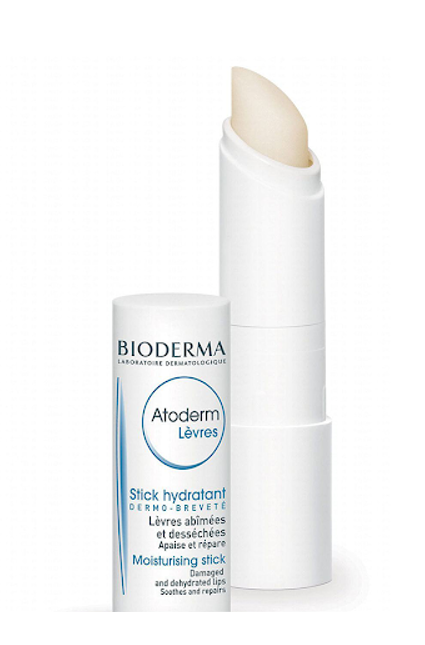 BIODERMA
LABORATOIRE DERMATOLOGIQUE
Atoderm
Lèvres
Stick hydratant
DERMO-BREVETÉ
Lèvres abîmées
et desséchées
Apaise et répare
Moisturising stick
Damaged
and dehydrated lips
Soothes and repairs